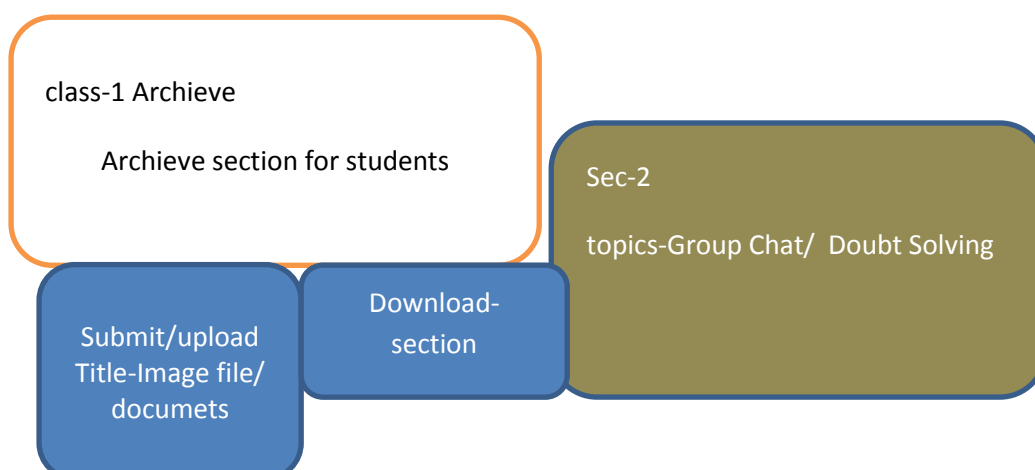 class-1 Archieve
Archieve section for students
Sec-2
topics-Group Chat/  Doubt Solving
Submit/upload
Title-Image file/
documets
Download-
section